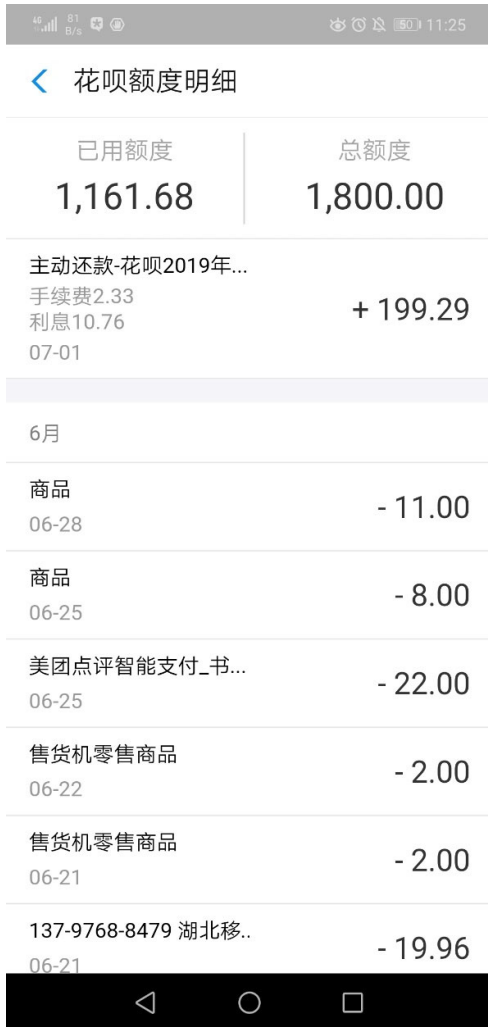 46
81
B/s
50
11:25
花呗额度明细
已用额度
总额度
1,161.68
1,800.00
主动还款-花呗2019年...
手续费2.33
+ 199.29
利息10.76
07-01
6月
商品
- 11.00
06-28
商品
- 8.00
06-25
美团点评智能支付_书...
- 22.00
06-25
售货机零售商品
- 2.00
06-22
售货机零售商品
- 2.00
06-21
137-9768-8479 湖北移..
- 19.96
06-21